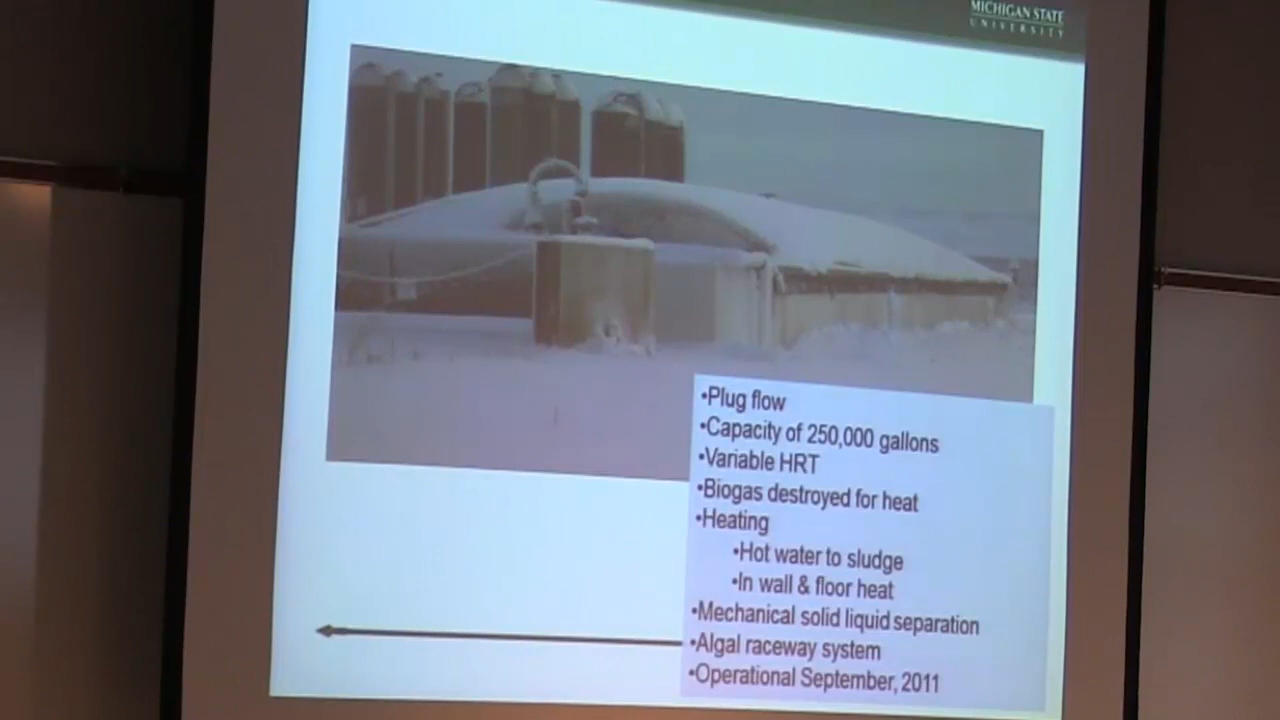 MICHIGAN STATE
UNIVERSITY
•Plug flow
•Capacity of 250,000 gallons
•Variable HRT
•Biogas destroyed for heat
•Heating
•Hot water to sludge
•In wall & floor heat
•Mechanical solid liquid separation
•Algal raceway system
•Operational September, 2011